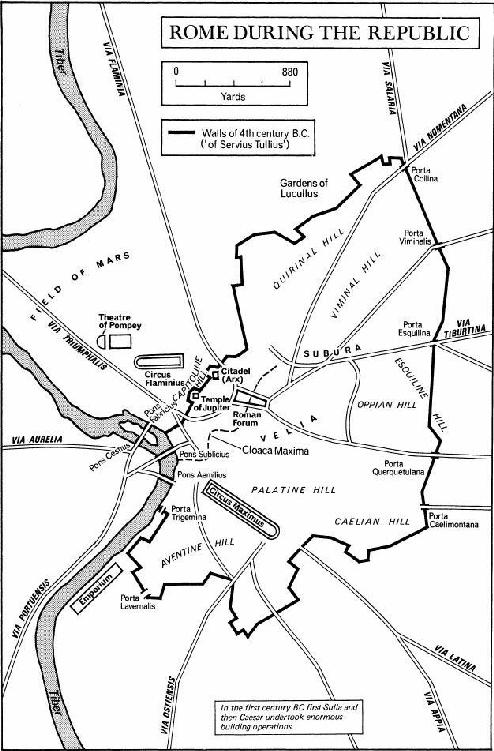 ROME DURING THE REPUBLIC
0 880
Yards
Walls of 4th century B.C.
('of Servius Tullius')
Tiber
VIA FLAMINIA
VIA SALARIA
VIA NOMENTANA
Porta
Collina
Gardens of
Lucullus
QUIRINAL HILL
VIMINAL HILL
Porta
Viminalis
FIELD OF MARS
VIA TRIUMPHALIS
Theatre
of Pompey
Circus
Flaminius
CAPITOLINE
HILL
Citadel
(Arx)
Temple
of Jupiter
Roman
Forum
SUBURA
Porta
Esquilina
VIA
TIBURTINA
ESQUILINE HILL
OPPIAN HILL
VELIA
Cloaca Maxima
VIA AURELIA
Pons
Pons Cestius
Pons Sublicius
Pons Aemilius
Porta
Querquetulana
PALATINE HILL
Circus Maximus
CAELIAN HILL
Porta
Caelimontana
Porta
Trigemina
AVENTINE HILL
Emporium
Porta
Lavernalis
VIA PORTUENSIS
Tiber
VIA OSTIENSIS
VIA LATINA
VIA APPIA
In the first century BC first Sulla and
then Caesar undertook enormous
building operations